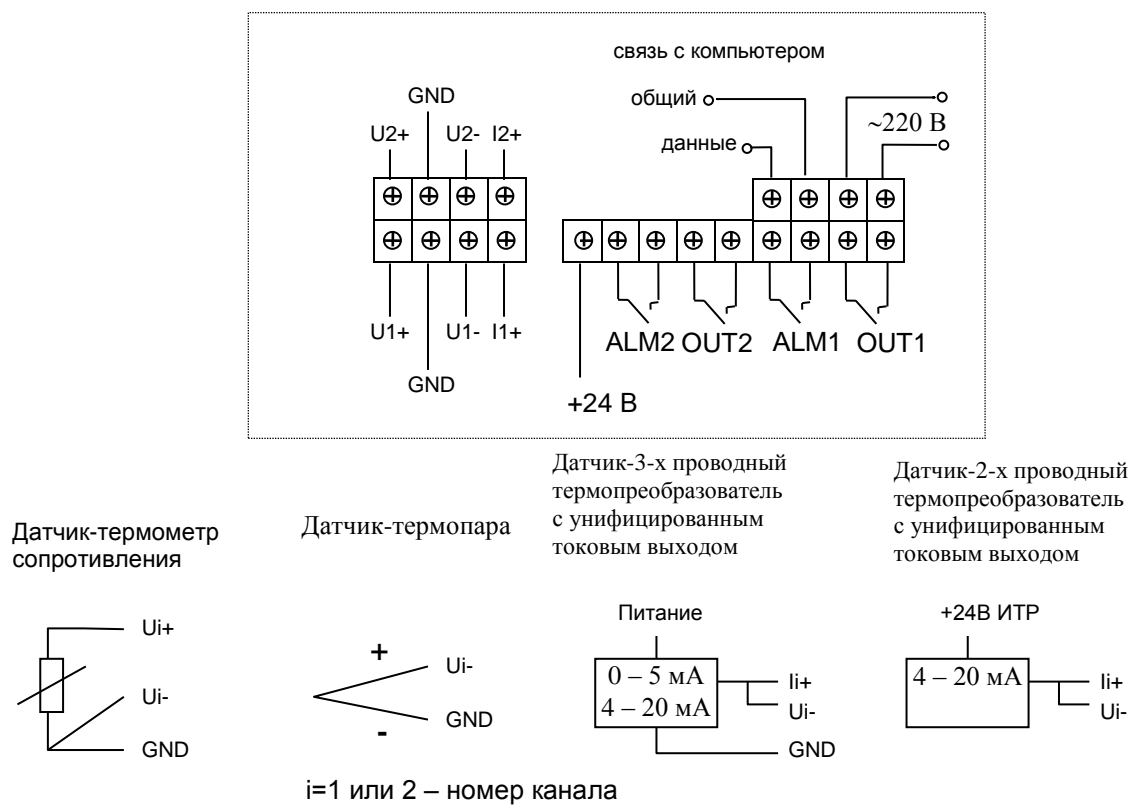 связь с компьютером
GND
общий
~220 В
U2+ U2- I2+
данные
U1+ U1- I1+
GND
ALM2 OUT2 ALM1 OUT1
+24 В
Датчик-термометр
сопротивления
Датчик-термопара
Датчик-3-х проводный
термопреобразователь
с унифицированным
токовым выходом
Датчик-2-х проводный
термопреобразователь
с унифицированным
токовым выходом
Ui+
Ui-
GND
+
Ui-
GND
-
Питание
0 – 5 мА
4 – 20 мА
Ii+
Ui-
GND
+24В ИТР
4 – 20 мА
Ii+
Ui-
i=1 или 2 – номер канала